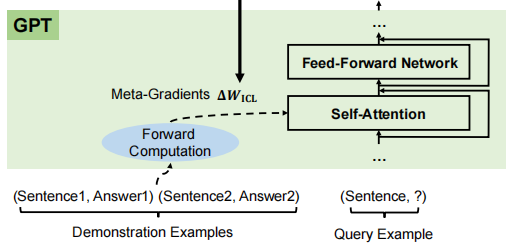 GPT
...
Feed-Forward Network
Meta-Gradients ΔW_ICL
Self-Attention
Forward
Computation
...
(Sentence1, Answer1) (Sentence2, Answer2)
(Sentence, ?)
Demonstration Examples
Query Example